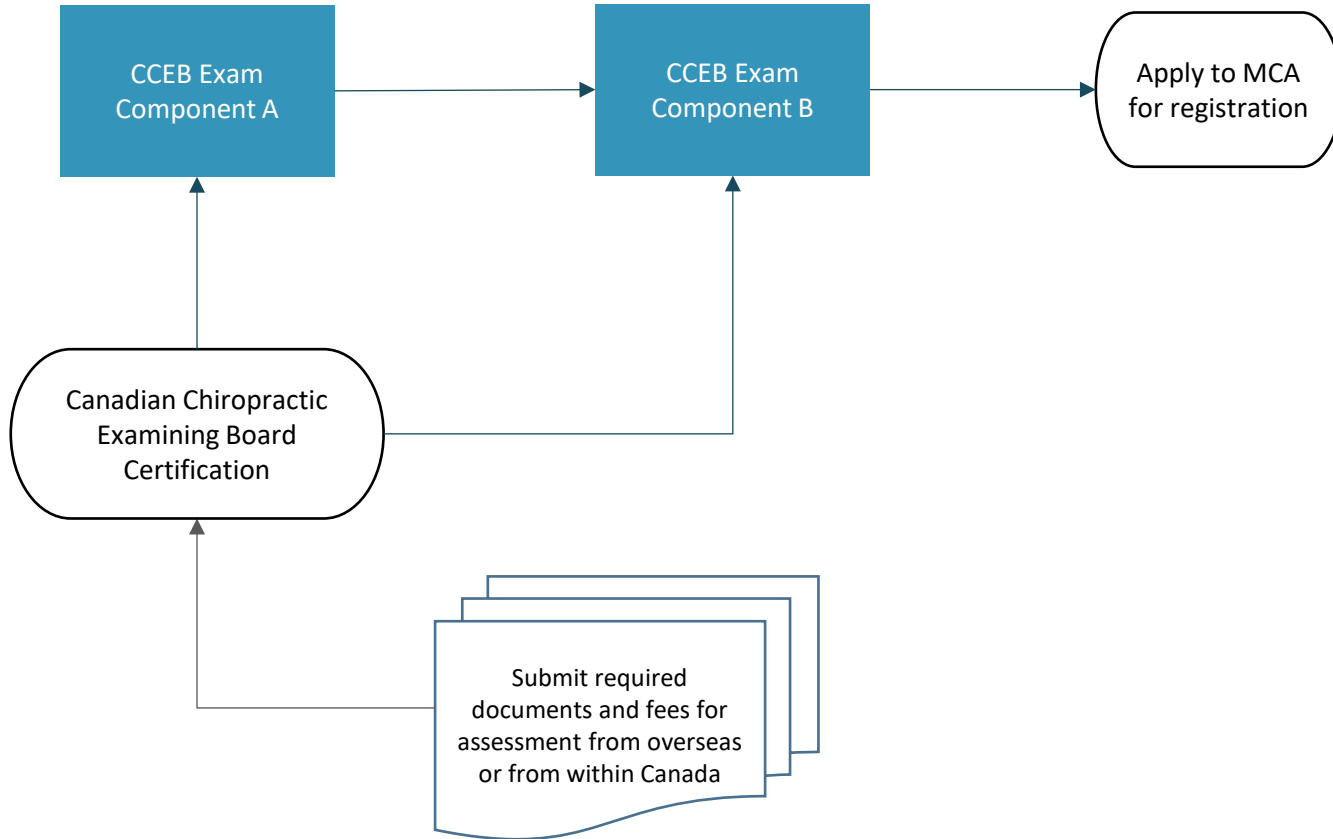 CCEB Exam
Component A
CCEB Exam
Component B
Apply to MCA
for registration
Canadian Chiropractic
Examining Board
Certification
Submit required
documents and fees for
assessment from overseas
or from within Canada